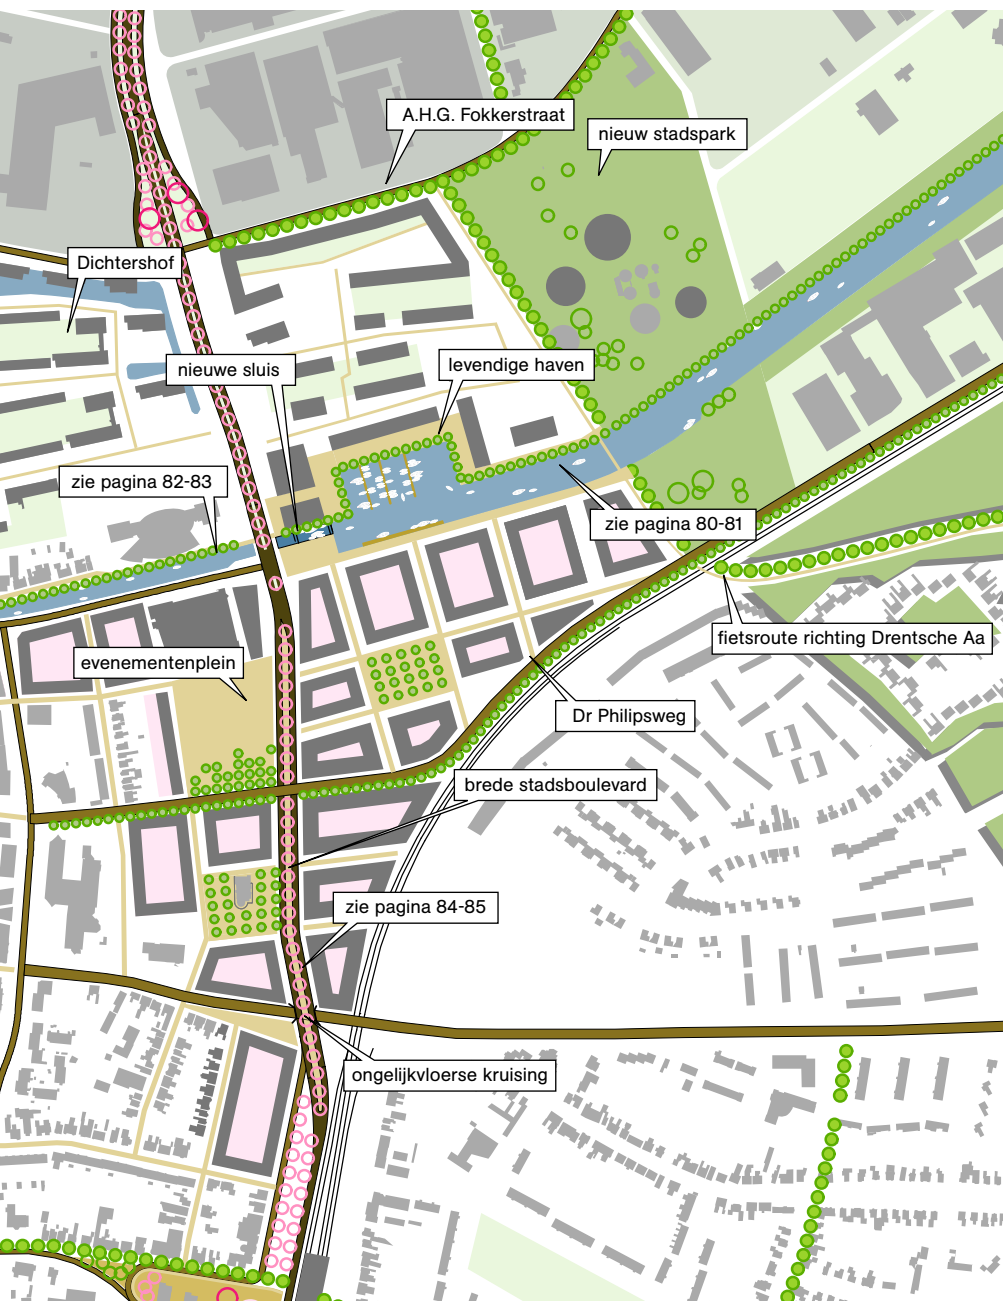 A.H.G. Fokkerstraat
nieuw stadspark
Dichtershof
nieuwe sluis
levendige haven
zie pagina 82-83
zie pagina 80-81
fietsroute richting Drentsche Aa
evenementenplein
Dr Philipsweg
brede stadsboulevard
zie pagina 84-85
ongelijkvloerse kruising